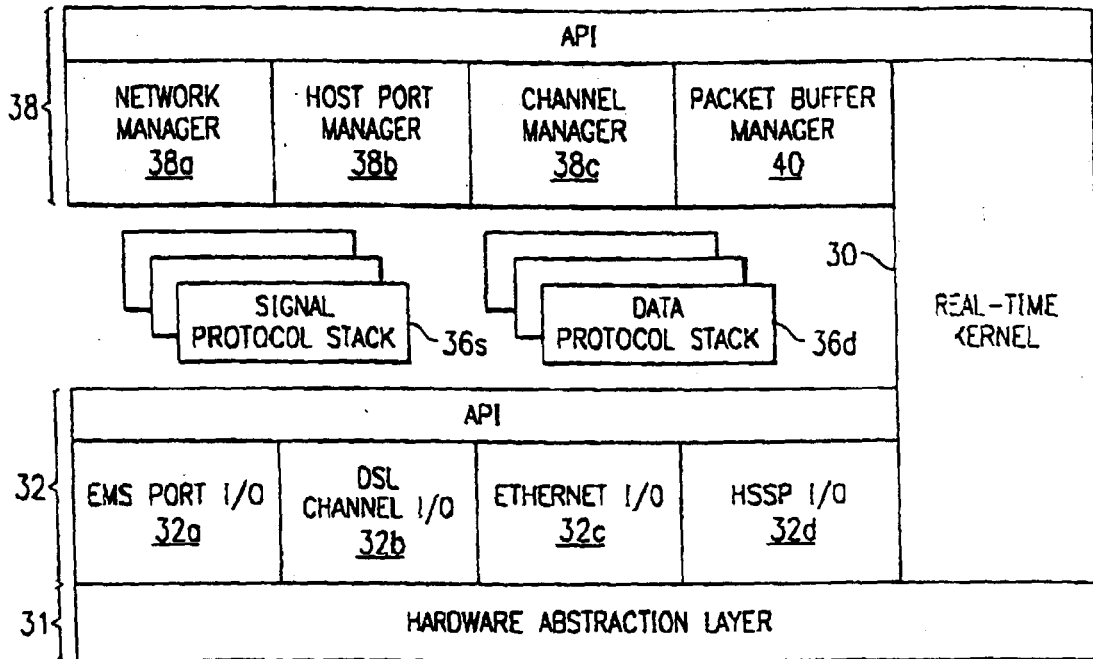 API
38
NETWORK
MANAGER
38a
HOST PORT
MANAGER
38b
CHANNEL
MANAGER
38c
PACKET BUFFER
MANAGER
40
30
REAL-TIME
KERNEL
SIGNAL
PROTOCOL STACK
36s
DATA
PROTOCOL STACK
36d
API
32
EMS PORT I/O
32a
DSL
CHANNEL I/O
32b
ETHERNET I/O
32c
HSSP I/O
32d
31
HARDWARE ABSTRACTION LAYER